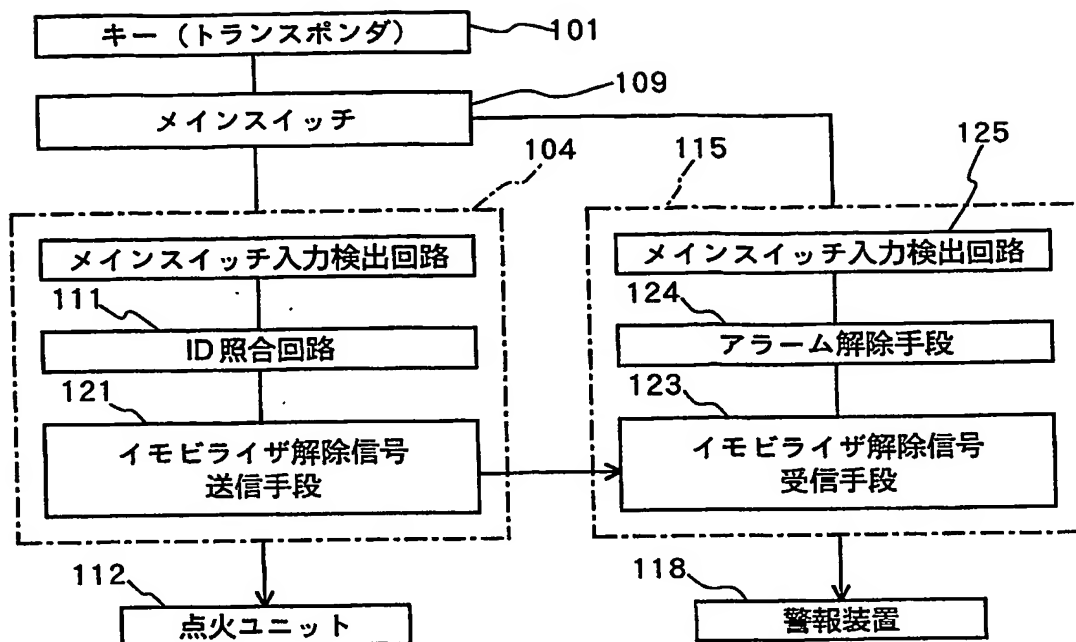 キー（トランスポンダ）
101
メインスイッチ
109
104
メインスイッチ入力検出回路
111
ID照合回路
121
イモビライザ解除信号
送信手段
112
点火ユニット
115
125
メインスイッチ入力検出回路
124
アラーム解除手段
123
イモビライザ解除信号
受信手段
118
警報装置